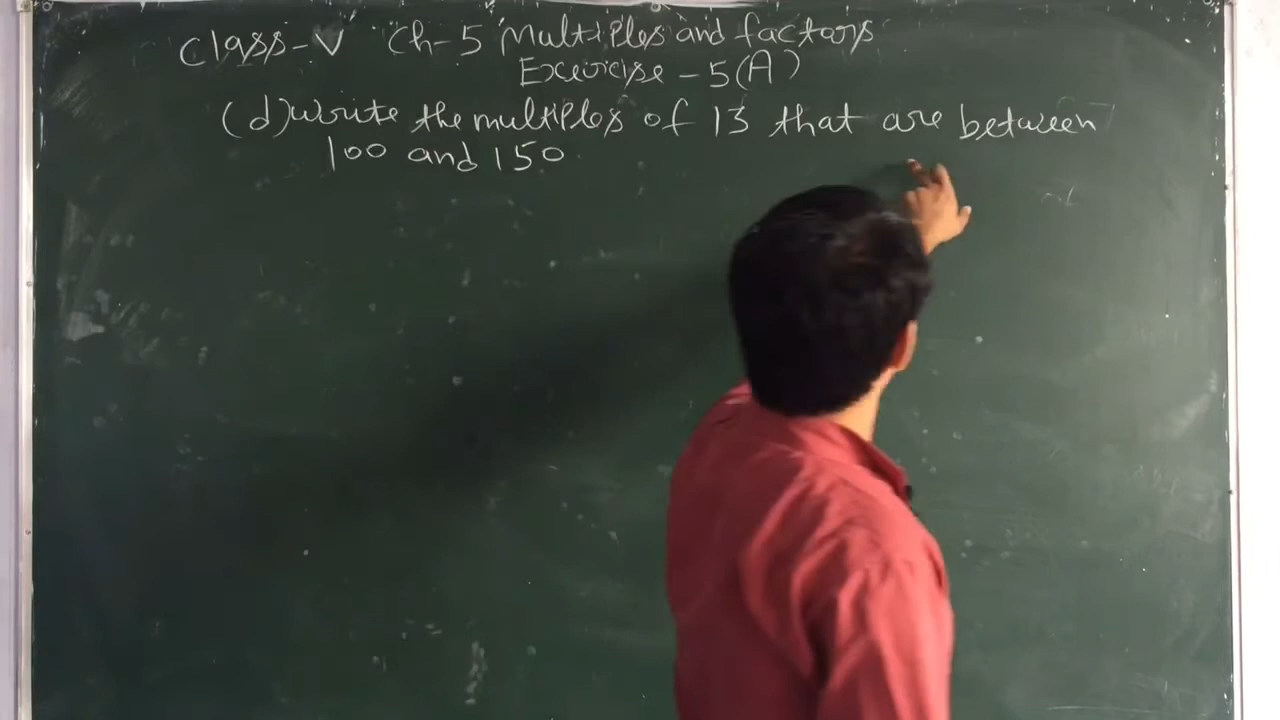 Class-V Ch-5 Multiples and factors
Exercise - 5(A)
(d) Write the multiples of 13 that are between
100 and 150.